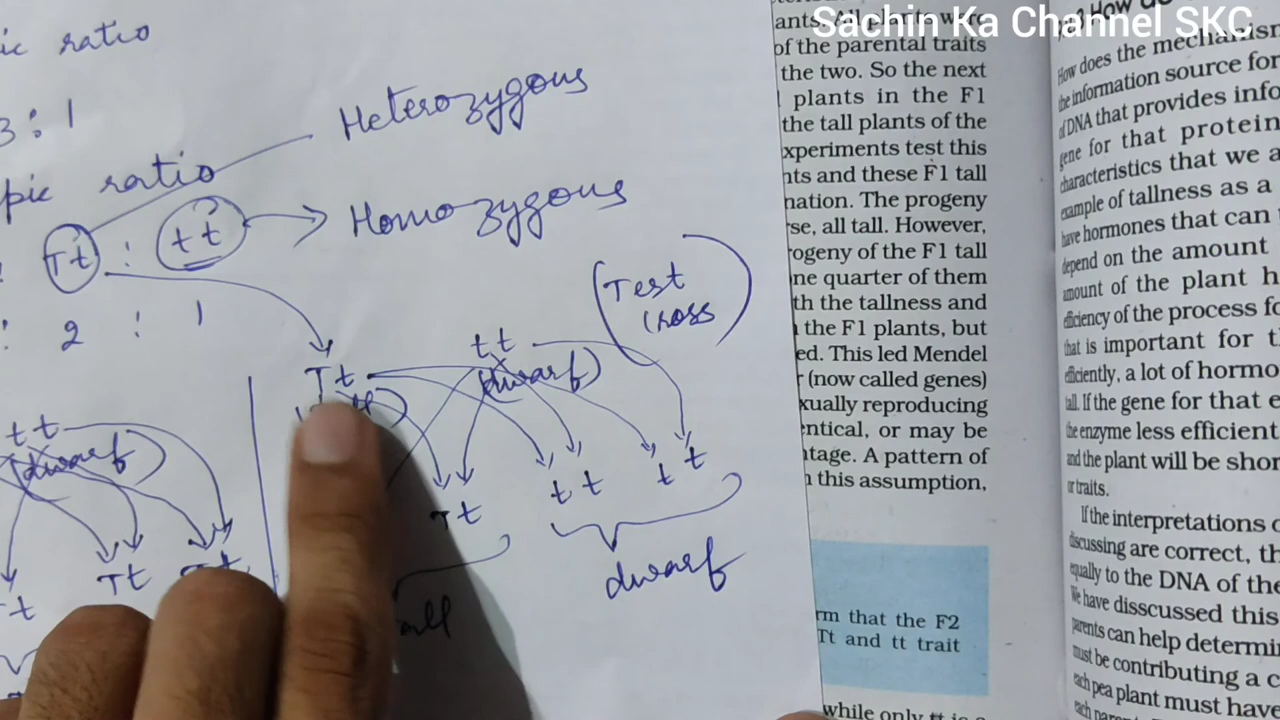 Sachin Ka Channel SKC
ic ratio
3 : 1
pic ratio
Heterozygous
Tt : tt
Homozygous
: 2 : 1
Test
cross
Tt tt
(dwarf)
tt
(dwarf)
Tt tt tt
Tt
dwarf
ants. All plants were
of the parental traits
the two. So the next
plants in the F1
the tall plants of the
xperiments test this
nts and these F1 tall
nation. The progeny
rse, all tall. However,
rogeny of the F1 tall
ne quarter of them
th the tallness and
the F1 plants, but
ed. This led Mendel
(now called genes)
xually reproducing
entical, or may be
ntage. A pattern of
n this assumption,
rm that the F2
Tt and tt trait
while only tt is a
How do
How does the mechanism
the information source for
of DNA that provides info
gene for that protein
characteristics that we a
example of tallness as a
have hormones that can t
depend on the amount
amount of the plant h
efficiency of the process fo
that is important for t
efficiently, a lot of hormo
tall. If the gene for that e
the enzyme less efficient
and the plant will be shor
or traits.
If the interpretations o
discussing are correct, th
equally to the DNA of the
We have disscussed this
parents can help determi
must be contributing a c
each pea plant must have